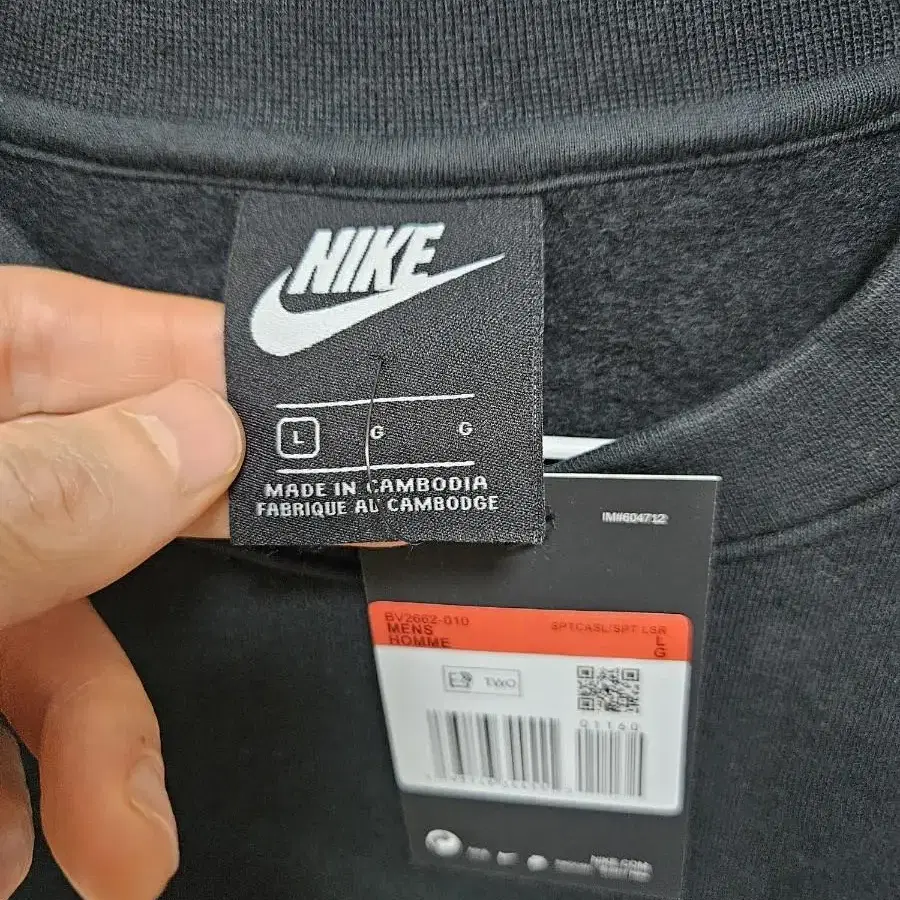 NIKE
L G G
MADE IN CAMBODIA
FABRIQUE AU CAMBODGE
IM#604712
BV2662-010 SPTCASL/SPT LSR
MENS L
HOMME G
TWO
01160
NIKE.COM